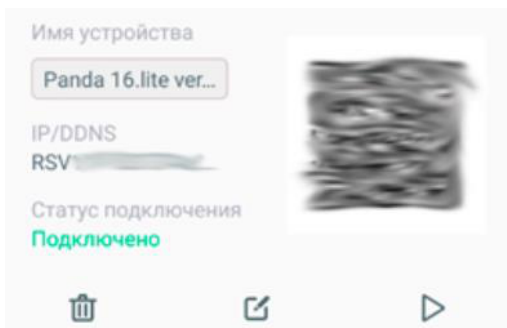 Имя устройства
Panda 16.lite ver...
IP/DDNS
RSV
Статус подключения
Подключено